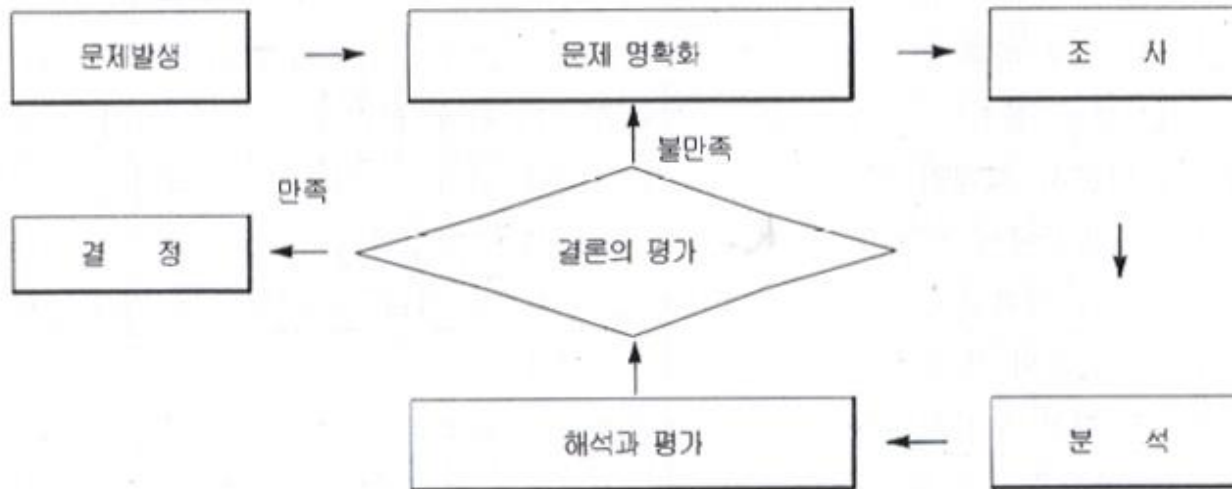 문제발생
문제 명확화
조 사
불만족
만족
결 정
결론의 평가
해석과 평가
분 석